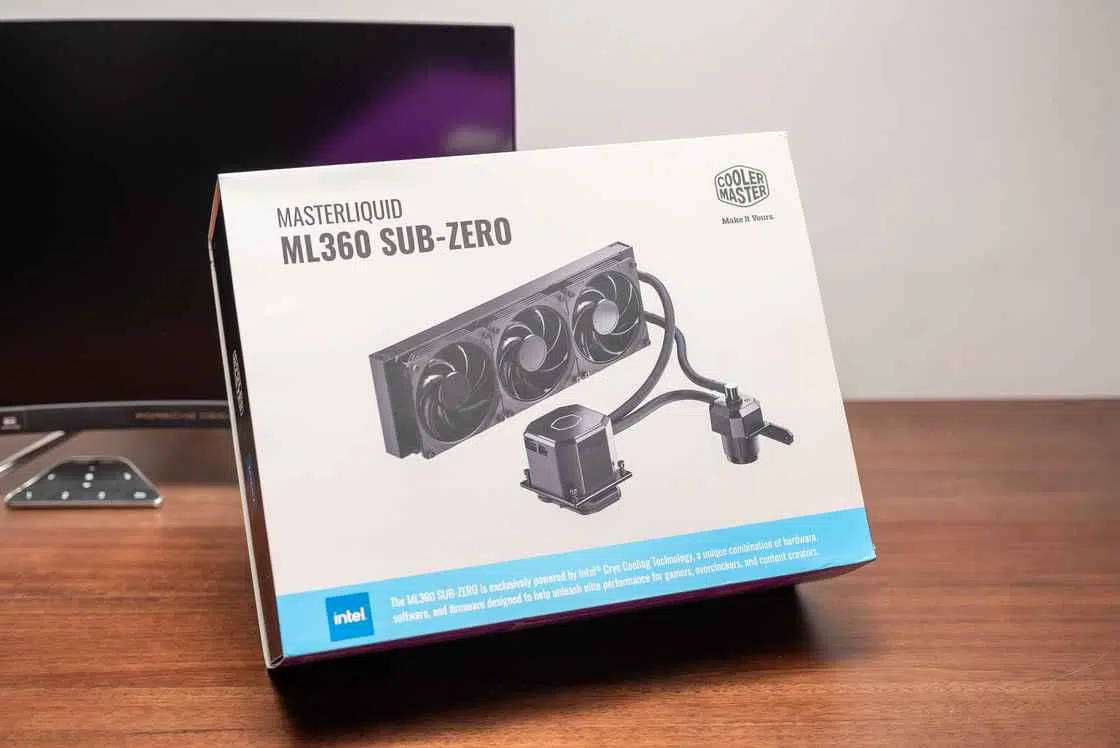 COOLER
MASTER
Make It Yours.
MASTERLIQUID
ML360 SUB-ZERO
intel.
The ML360 SUB-ZERO is exclusively powered by Intel® Cryo Cooling Technology, a unique combination of hardware,
software, and firmware designed to help unleash elite performance for gamers, overclockers, and content creators.